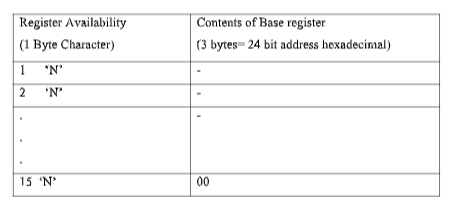 Register Availability
(1 Byte Character)
Contents of Base register
(3 bytes= 24 bit address hexadecimal)
1 ‘N’
-
2 ‘N’
-
.
-
.
.
15 ‘N’
00